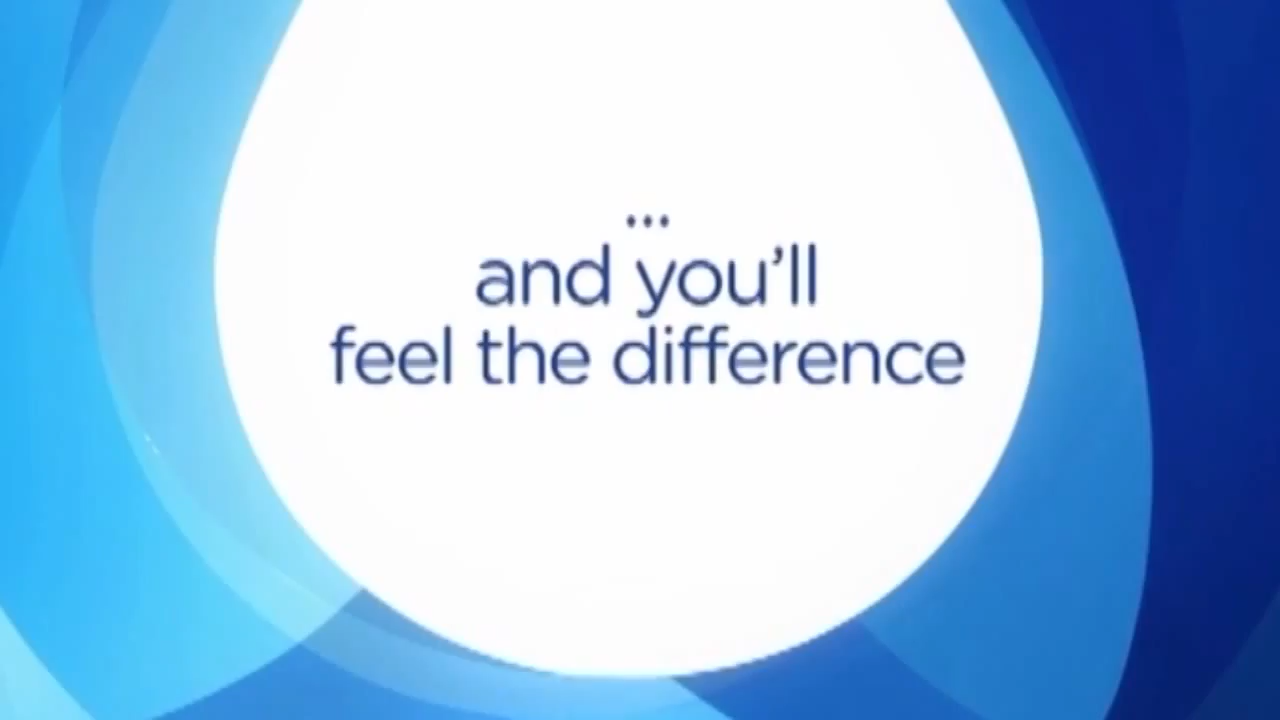 ...
and you’ll
feel the difference